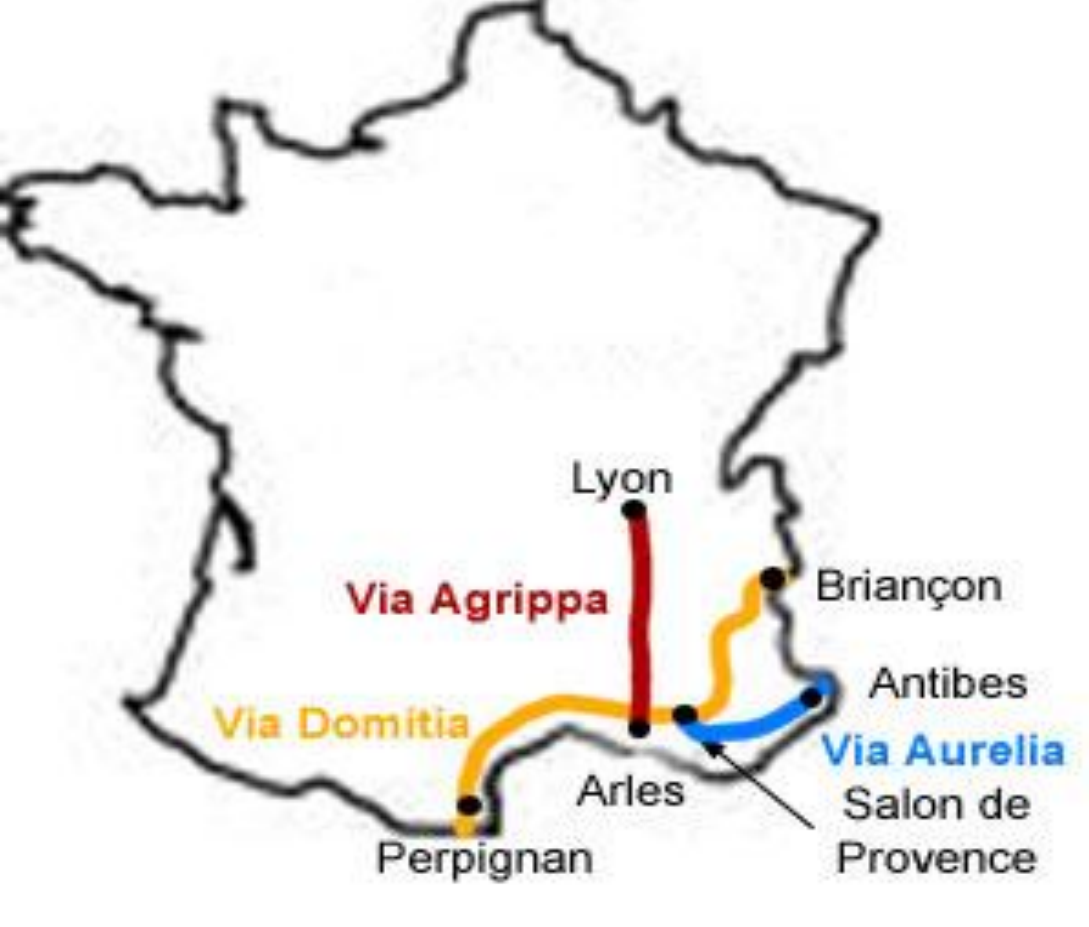 Lyon
Briançon
Via Agrippa
Antibes
Via Domitia
Via Aurelia
Arles
Salon de
Provence
Perpignan